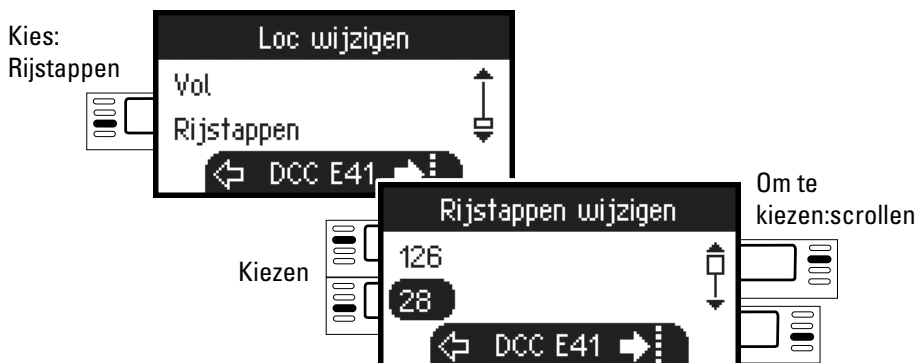 Kies:
Rijstappen
Loc wijzigen
Vol
Rijstappen
DCC E41
Rijstappen wijzigen
126
28
DCC E41
Kiezen
Om te
kiezen:scrollen